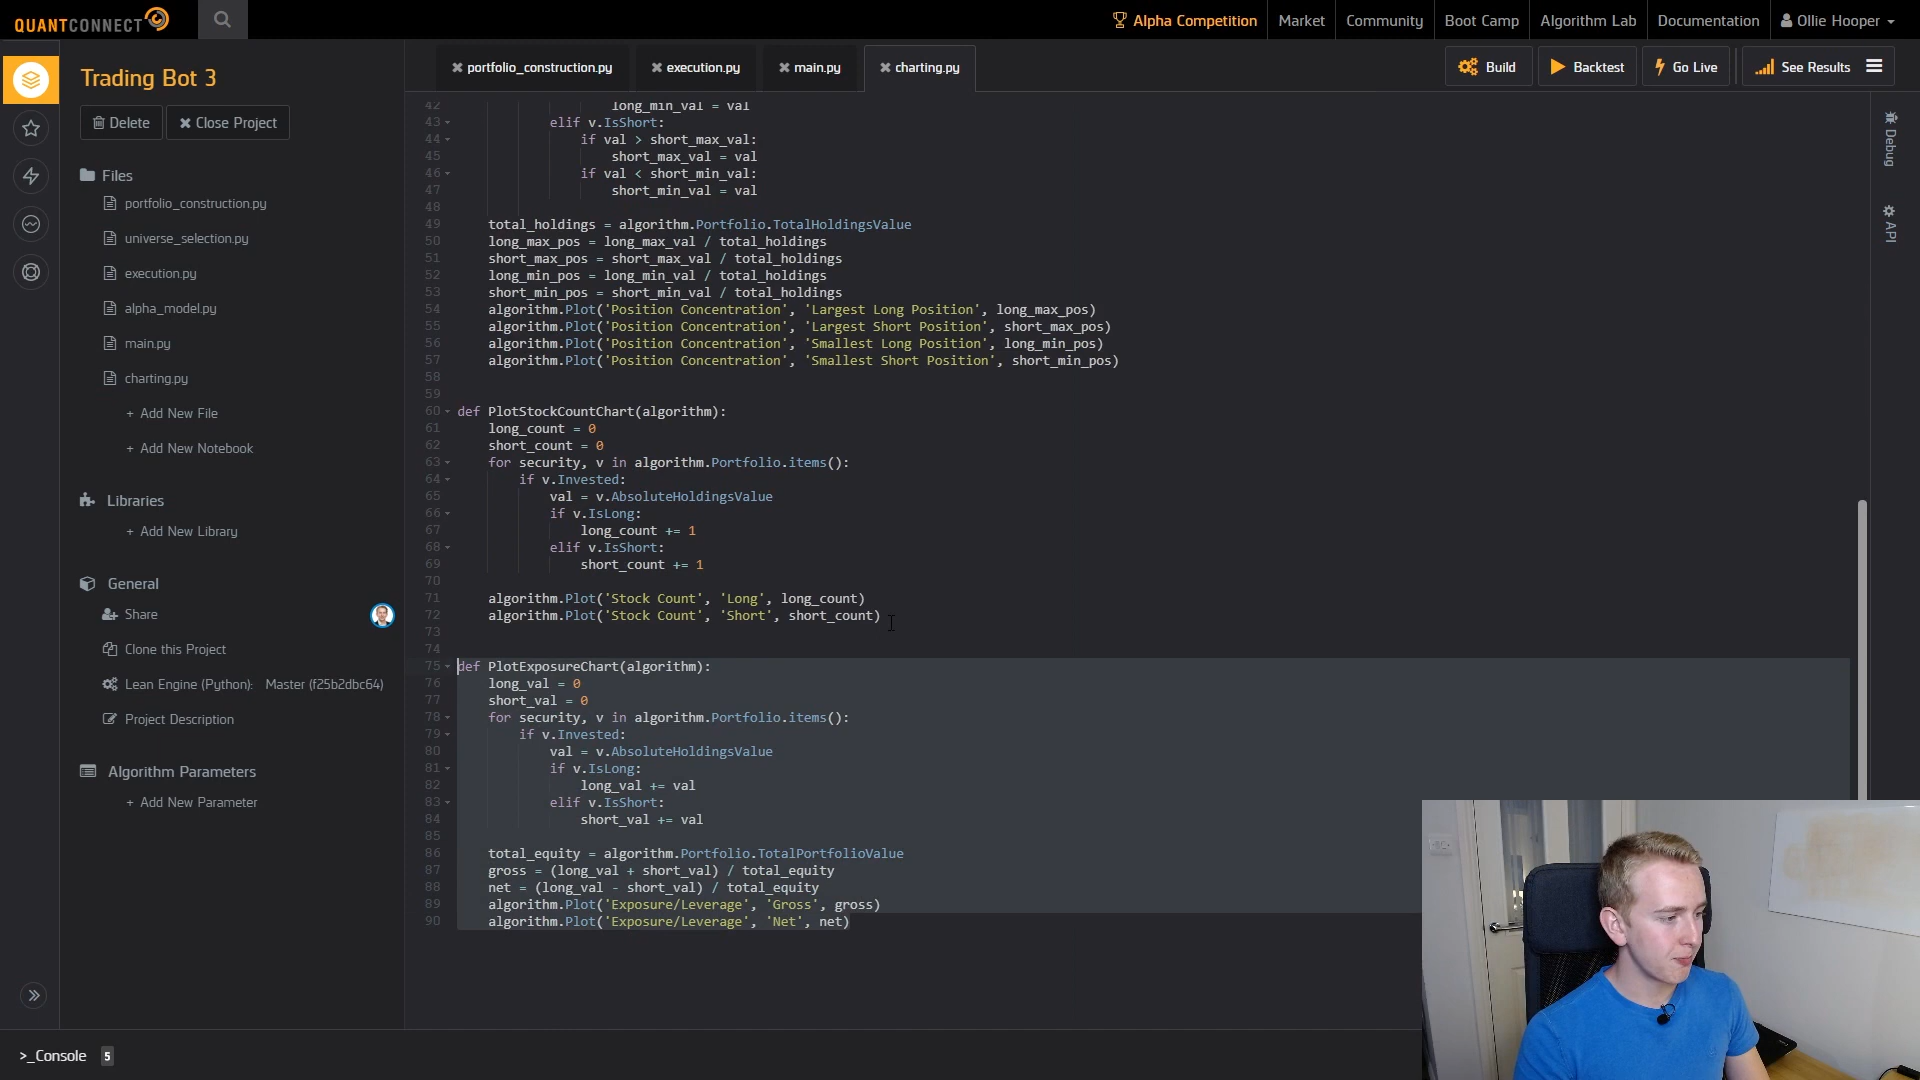 QUANTCONNECT
Alpha Competition
Market
Community
Boot Camp
Algorithm Lab
Documentation
Ollie Hooper
Trading Bot 3
Delete
Close Project
Files
portfolio_construction.py
universe_selection.py
execution.py
alpha_model.py
main.py
charting.py
+ Add New File
+ Add New Notebook
Libraries
+ Add New Library
General
Share
Clone this Project
Lean Engine (Python): Master (f25b2dbc64)
Project Description
Algorithm Parameters
+ Add New Parameter
portfolio_construction.py
execution.py
main.py
charting.py
Build
Backtest
Go Live
See Results
42 long_min_val = val
43 elif v.IsShort:
44 if val > short_max_val:
45 short_max_val = val
46 if val < short_min_val:
47 short_min_val = val
48
49 total_holdings = algorithm.Portfolio.TotalHoldingsValue
50 long_max_pos = long_max_val / total_holdings
51 short_max_pos = short_max_val / total_holdings
52 long_min_pos = long_min_val / total_holdings
53 short_min_pos = short_min_val / total_holdings
54 algorithm.Plot('Position Concentration', 'Largest Long Position', long_max_pos)
55 algorithm.Plot('Position Concentration', 'Largest Short Position', short_max_pos)
56 algorithm.Plot('Position Concentration', 'Smallest Long Position', long_min_pos)
57 algorithm.Plot('Position Concentration', 'Smallest Short Position', short_min_pos)
58
59
60 def PlotStockCountChart(algorithm):
61 long_count = 0
62 short_count = 0
63 for security, v in algorithm.Portfolio.items():
64 if v.Invested:
65 val = v.AbsoluteHoldingsValue
66 if v.IsLong:
67 long_count += 1
68 elif v.IsShort:
69 short_count += 1
70
71 algorithm.Plot('Stock Count', 'Long', long_count)
72 algorithm.Plot('Stock Count', 'Short', short_count)
73
74
75 def PlotExposureChart(algorithm):
76 long_val = 0
77 short_val = 0
78 for security, v in algorithm.Portfolio.items():
79 if v.Invested:
80 val = v.AbsoluteHoldingsValue
81 if v.IsLong:
82 long_val += val
83 elif v.IsShort:
84 short_val += val
85
86 total_equity = algorithm.Portfolio.TotalPortfolioValue
87 gross = (long_val + short_val) / total_equity
88 net = (long_val - short_val) / total_equity
89 algorithm.Plot('Exposure/Leverage', 'Gross', gross)
90 algorithm.Plot('Exposure/Leverage', 'Net', net)
Debug
API
>_Console 5